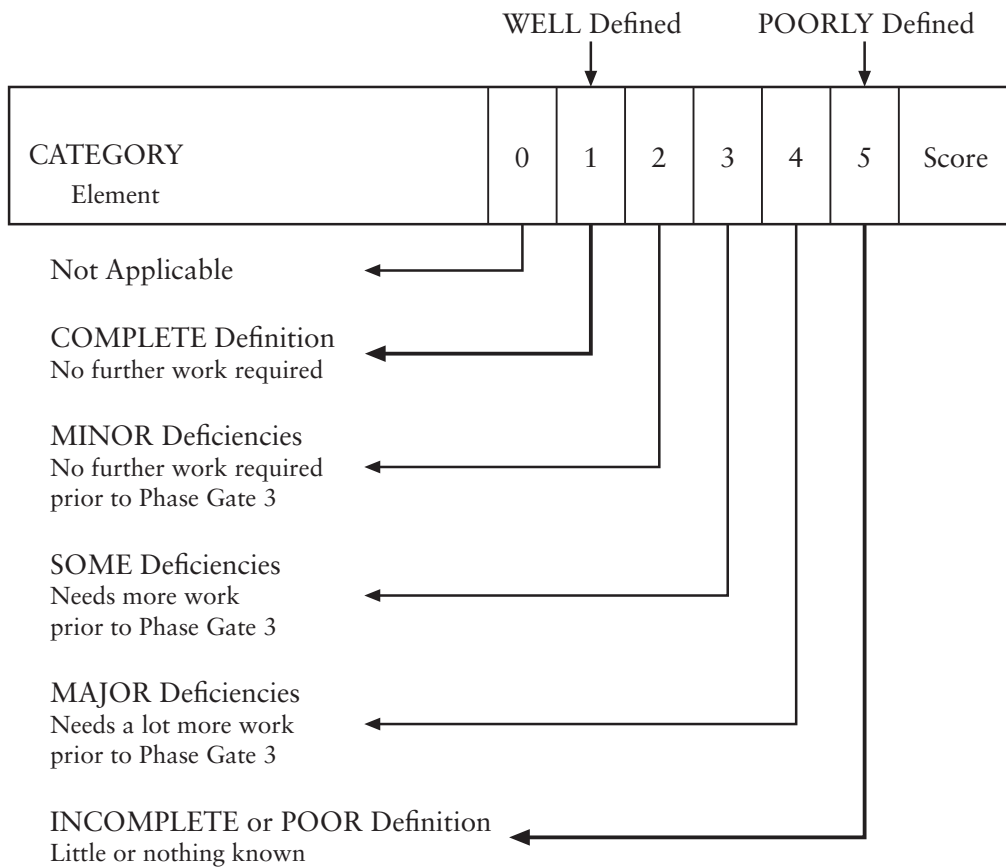 WELL Defined POORLY Defined
CATEGORY
Element
0 1 2 3 4 5 Score
Not Applicable
COMPLETE Definition
No further work required
MINOR Deficiencies
No further work required
prior to Phase Gate 3
SOME Deficiencies
Needs more work
prior to Phase Gate 3
MAJOR Deficiencies
Needs a lot more work
prior to Phase Gate 3
INCOMPLETE or POOR Definition
Little or nothing known